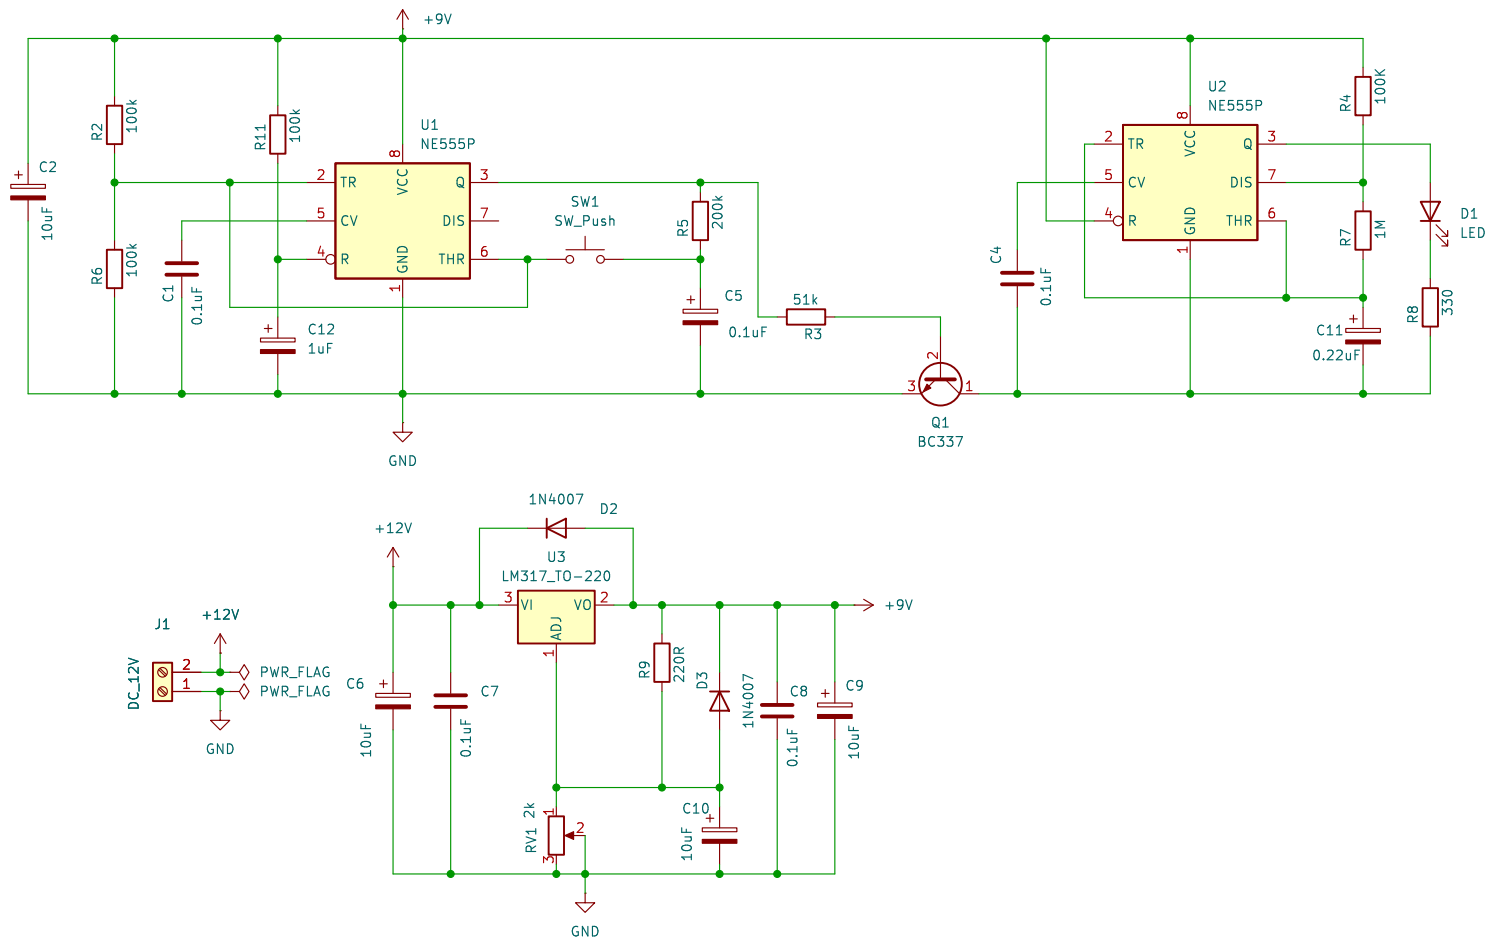 +9V
C2
10uF
R2
100k
R6
100k
R11
100k
C1
0.1uF
C12
1uF
U1
NE555P
8
VCC
2
TR
Q
3
5
CV
DIS
7
4
R
THR
6
GND
1
SW1
SW_Push
R5
200k
C5
0.1uF
51k
R3
2
3
1
Q1
BC337
GND
C4
0.1uF
U2
NE555P
8
VCC
2
TR
Q
3
5
CV
DIS
7
4
R
THR
6
GND
1
R4
100K
R7
1M
C11
0.22uF
D1
LED
R8
330
J1
DC_12V
+12V
2
PWR_FLAG
1
PWR_FLAG
GND
+12V
1N4007
D2
U3
LM317_TO-220
3
VI
VO
2
ADJ
1
+9V
C6
10uF
C7
0.1uF
R9
220R
D3
1N4007
C8
0.1uF
C9
10uF
RV1
2k
1
2
3
C10
10uF
GND